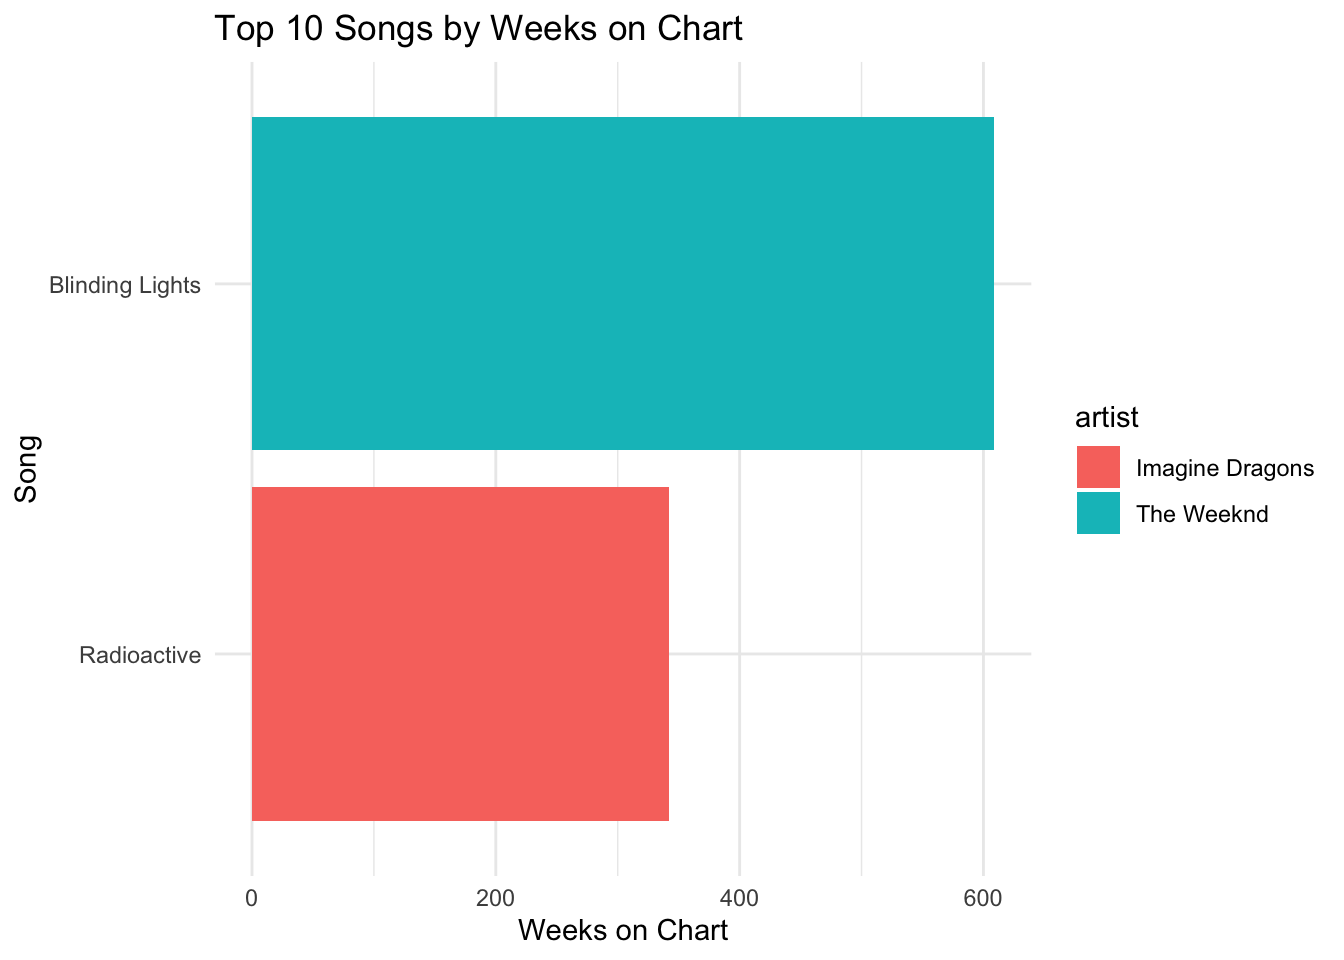 Top 10 Songs by Weeks on Chart
Blinding Lights
Radioactive
Song
0 200 400 600
Weeks on Chart
artist
Imagine Dragons
The Weeknd